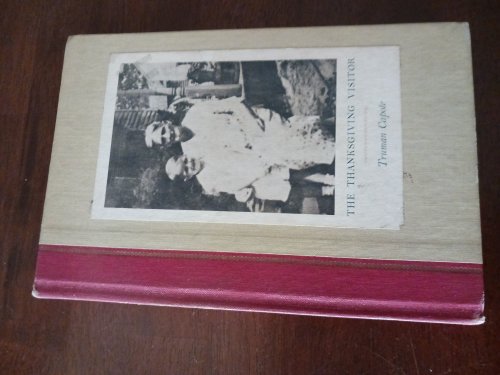 THE THANKSGIVING VISITOR
Truman Capote